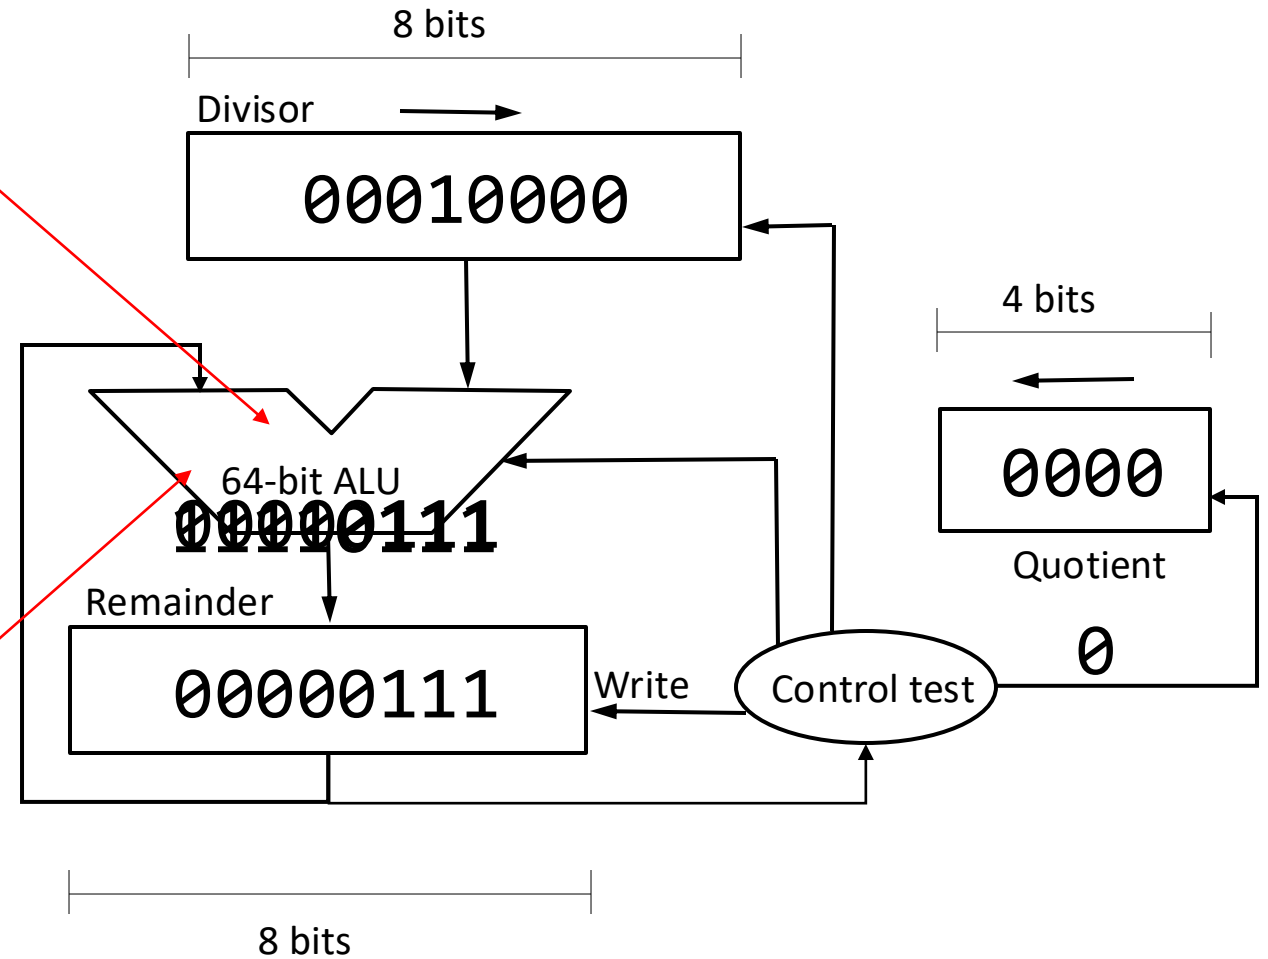 8 bits
Divisor
00010000
4 bits
0000
64-bit ALU
Quotient
Remainder
0
00000111
Write
Control test
8 bits